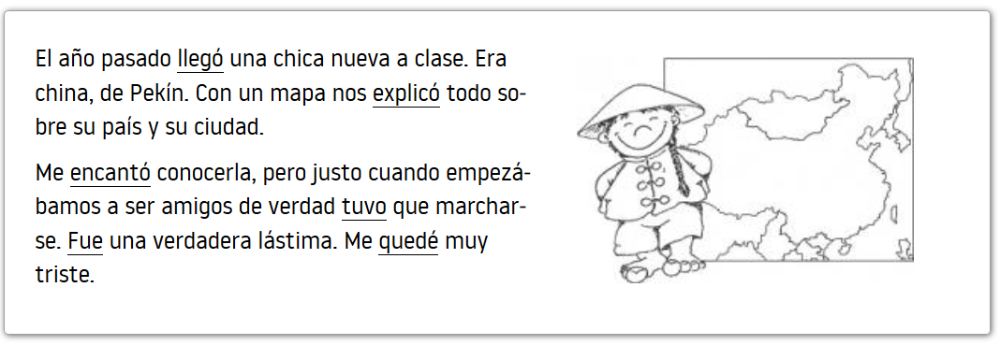 El año pasado llegó una chica nueva a clase. Era
china, de Pekín. Con un mapa nos explicó todo so-
bre su país y su ciudad.
Me encantó conocerla, pero justo cuando empezá-
bamos a ser amigos de verdad tuvo que marchar-
se. Fue una verdadera lástima. Me quedé muy
triste.